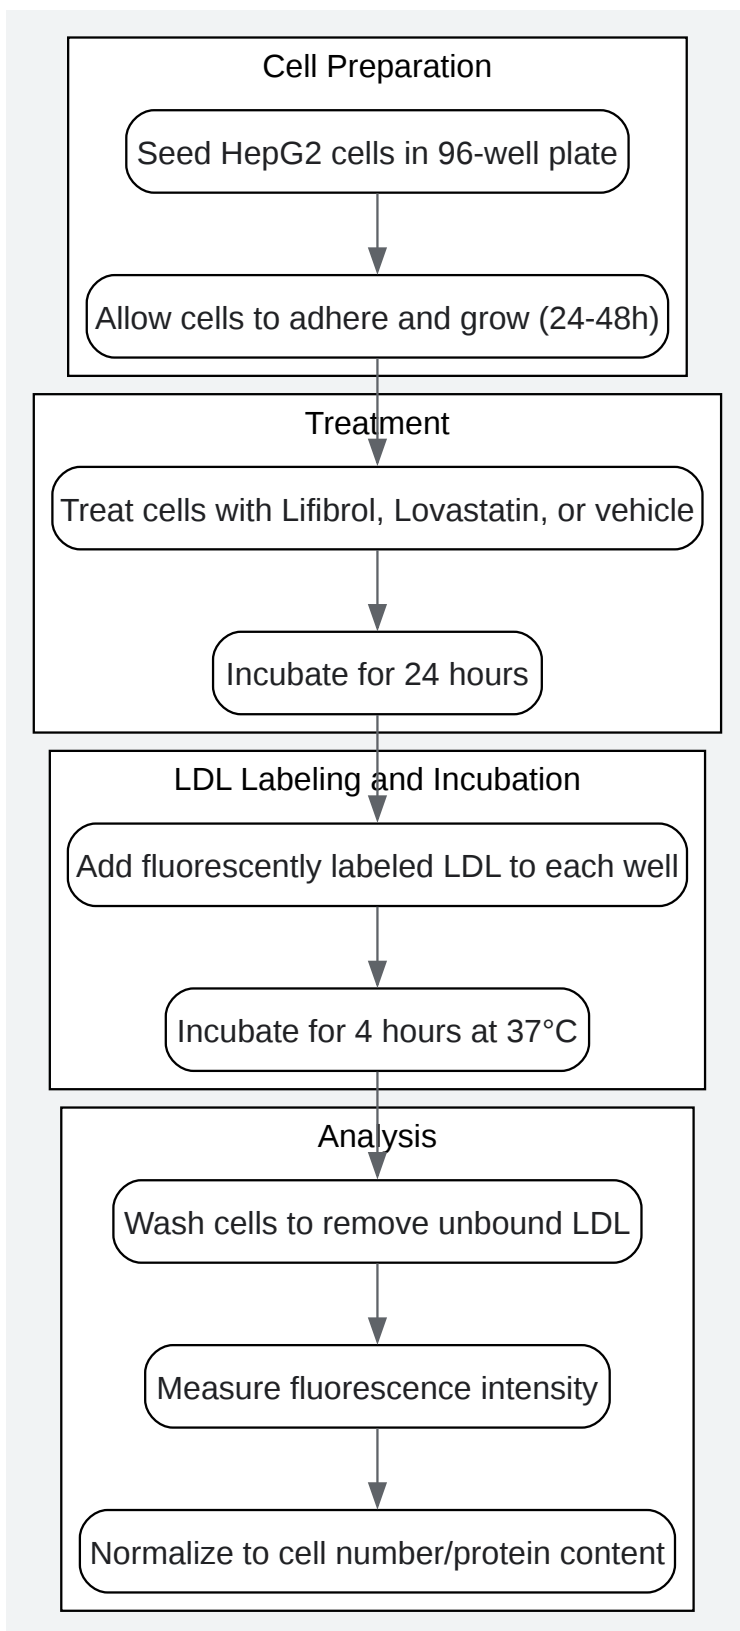 Cell Preparation
Seed HepG2 cells in 96-well plate
Allow cells to adhere and grow (24-48h)
Treatment
Treat cells with Lifibrol, Lovastatin, or vehicle
Incubate for 24 hours
LDL Labeling and Incubation
Add fluorescently labeled LDL to each well
Incubate for 4 hours at 37°C
Analysis
Wash cells to remove unbound LDL
Measure fluorescence intensity
Normalize to cell number/protein content